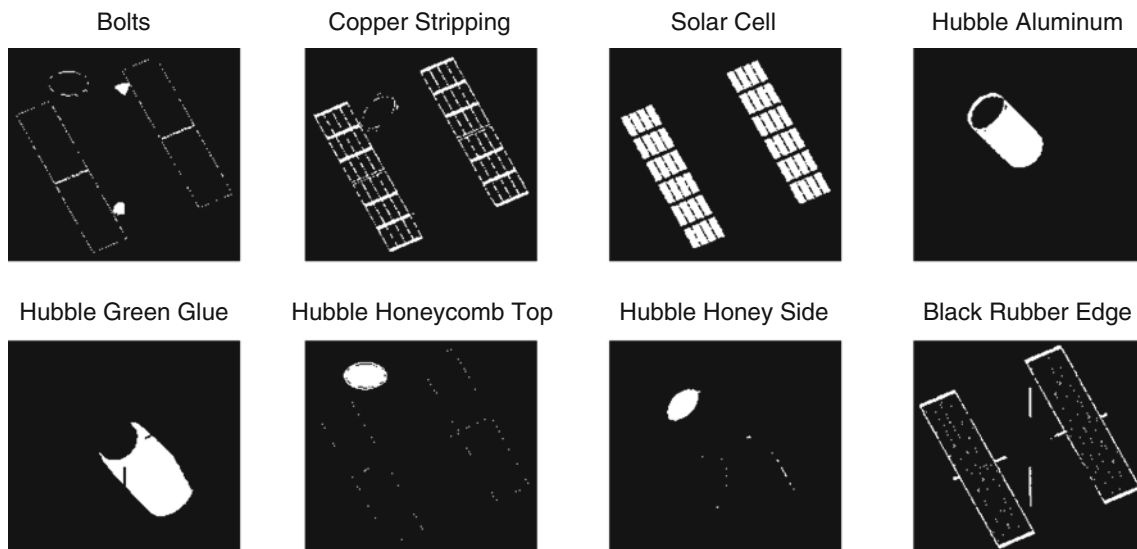 Bolts
Copper Stripping
Solar Cell
Hubble Aluminum
Hubble Green Glue
Hubble Honeycomb Top
Hubble Honey Side
Black Rubber Edge